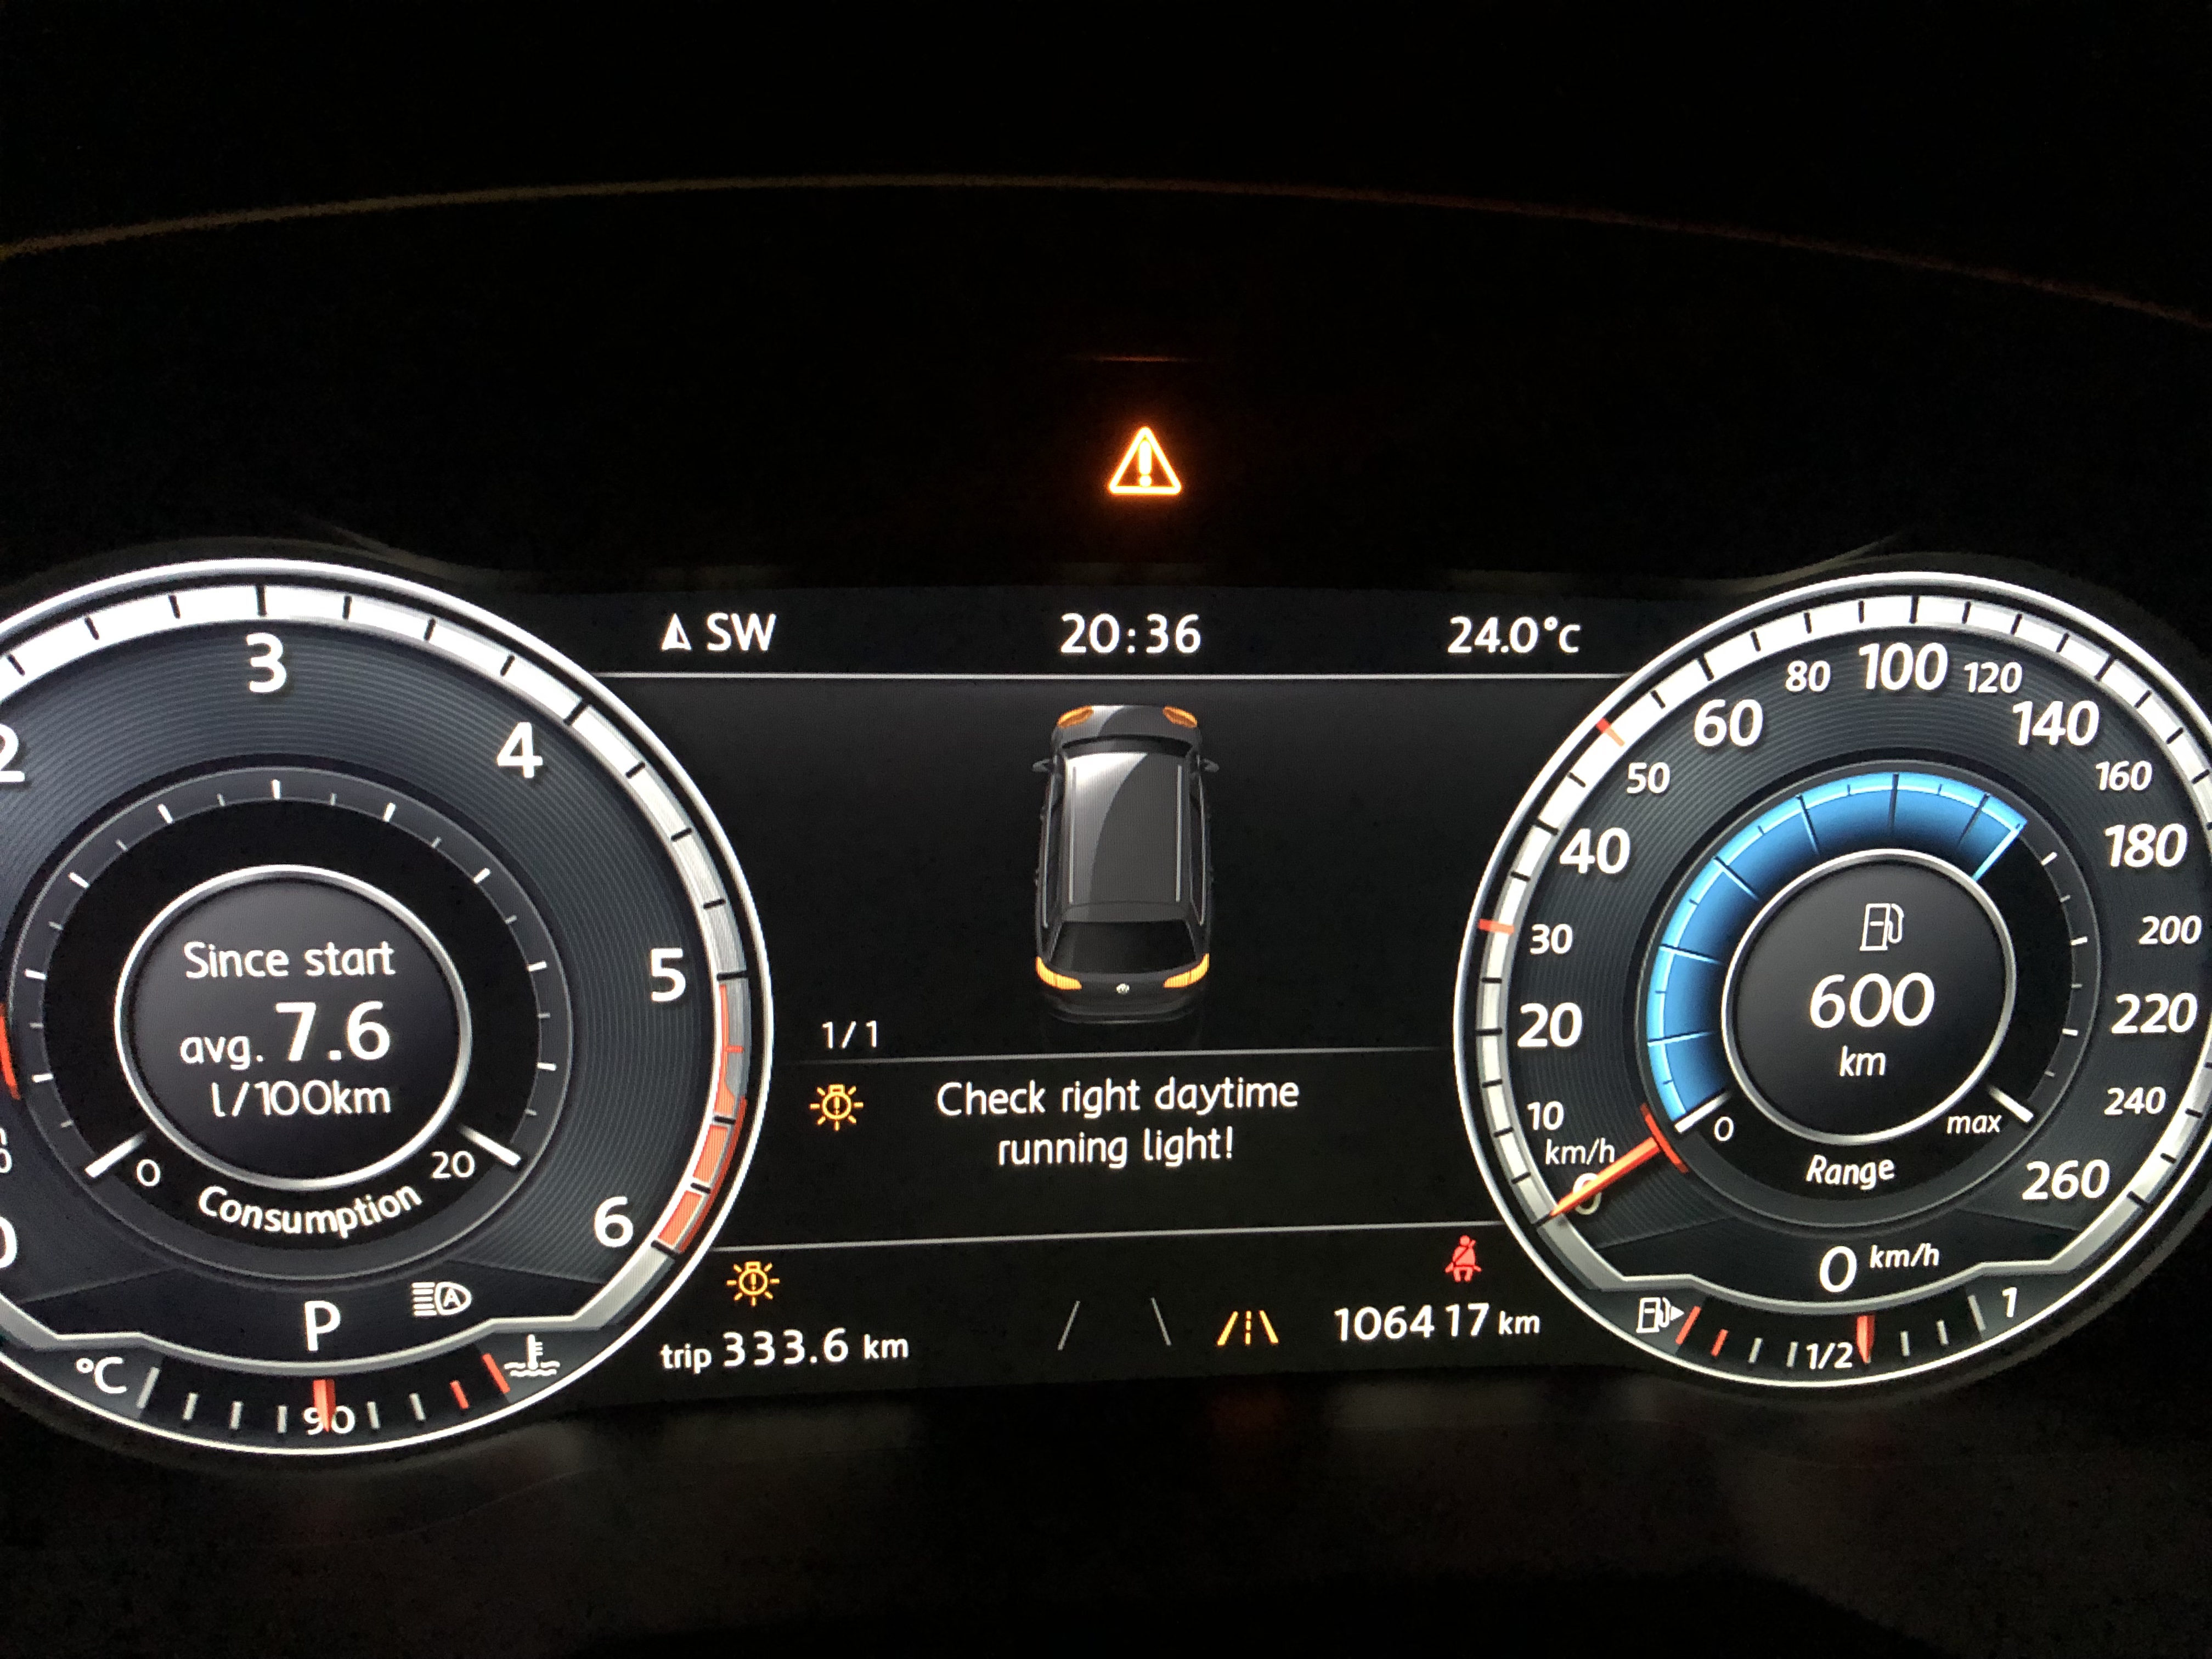 SW
20:36
24.0°C
2
3
4
5
6
0
Since start
avg. 7.6
l/100km
0
20
Consumption
P
A
°C
90
1/1
Check right daytime
running light!
trip 333.6 km
106417 km
0
10
20
30
40
50
60
80
100
120
140
160
180
200
220
240
260
km/h
600
km
0
max
Range
0 km/h
1/2
1